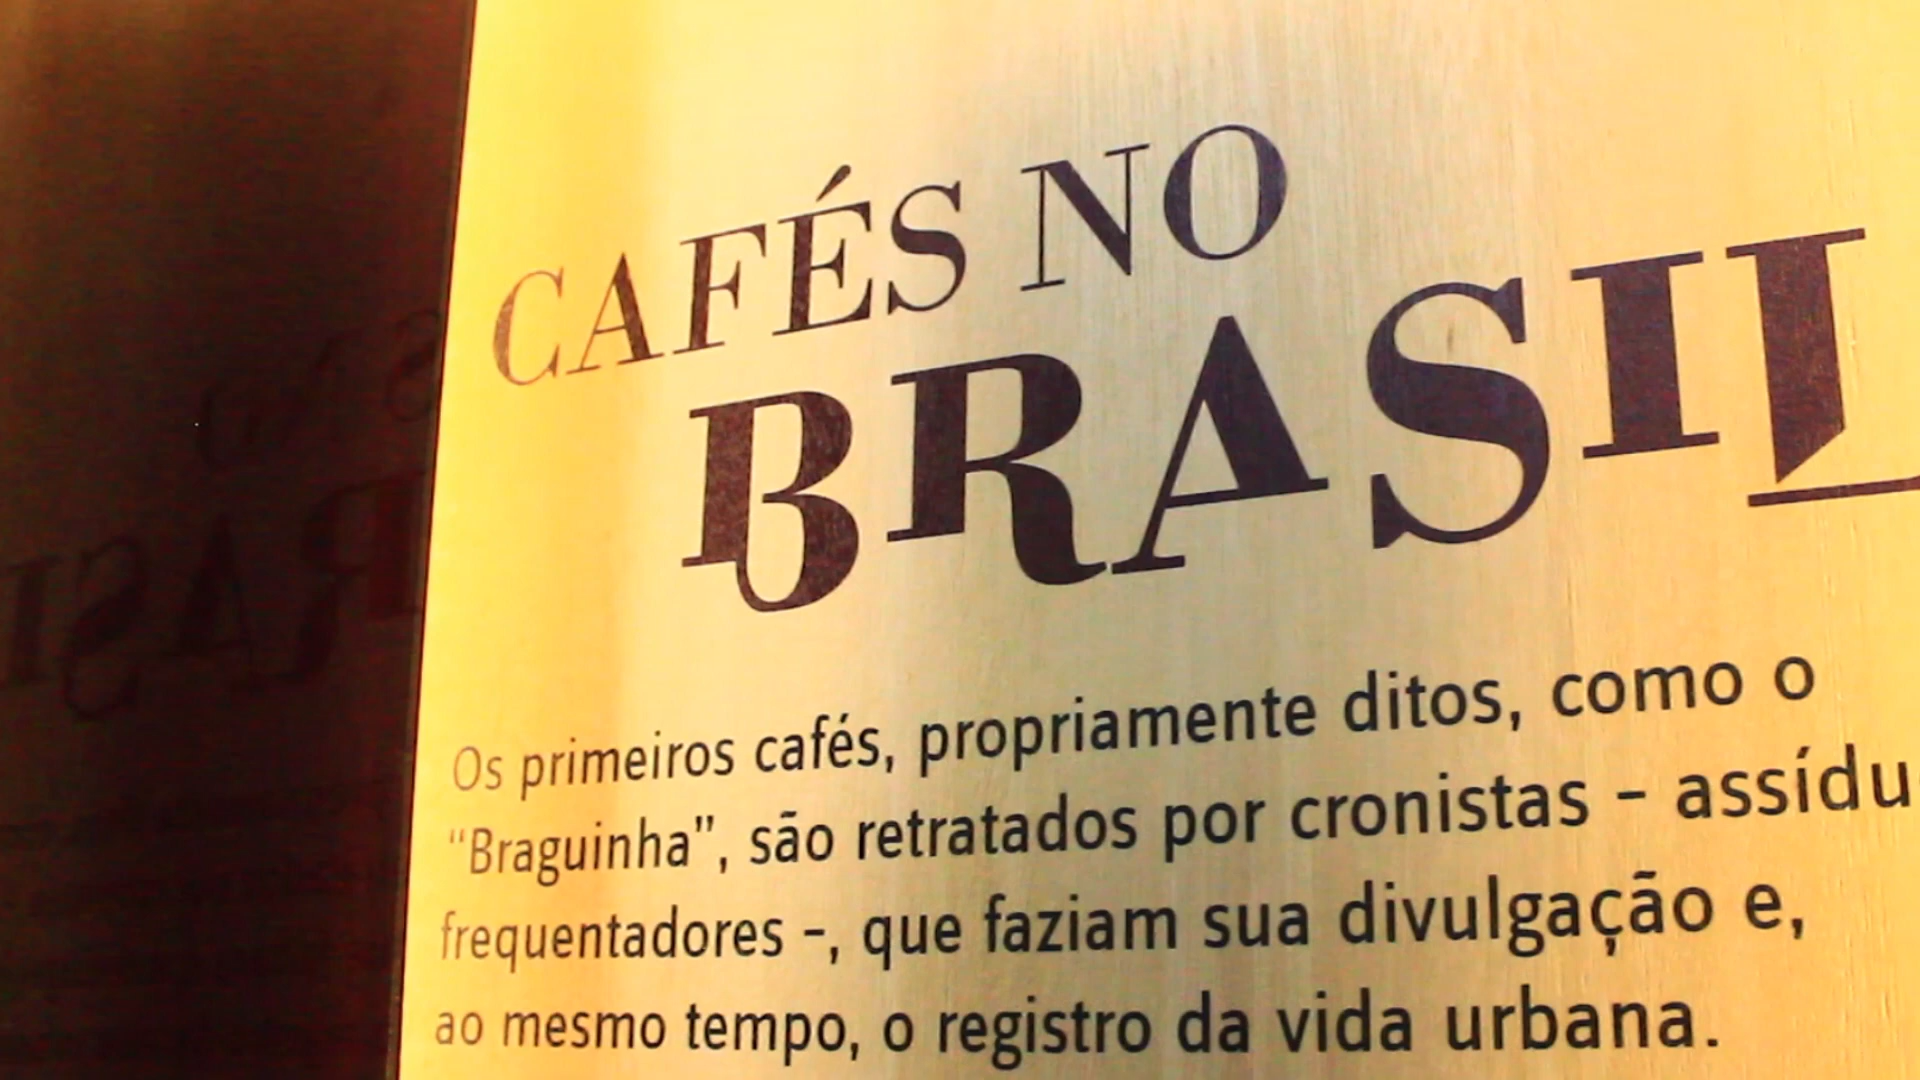 CAFÉS NO
BRASIL
Os primeiros cafés, propriamente ditos, como o
“Braguinha”, são retratados por cronistas – assídu
frequentadores –, que faziam sua divulgação e,
ao mesmo tempo, o registro da vida urbana.